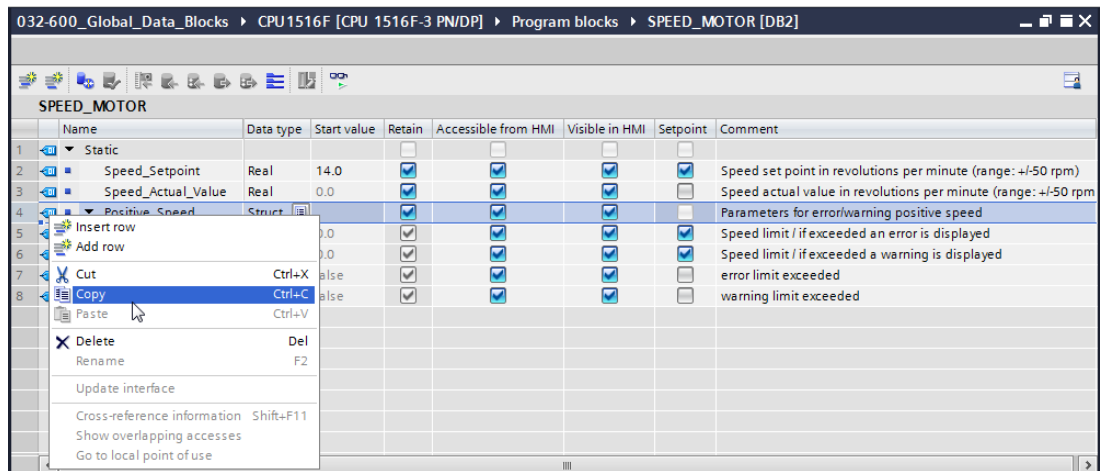 032-600_Global_Data_Blocks ▸ CPU1516F [CPU 1516F-3 PN/DP] ▸ Program blocks ▸ SPEED_MOTOR [DB2]
SPEED_MOTOR
Name Data type Start value Retain Accessible from HMI Visible in HMI Setpoint Comment
1 Static
2 Speed_Setpoint Real 14.0 Speed set point in revolutions per minute (range: +/-50 rpm)
3 Speed_Actual_Value Real 0.0 Speed actual value in revolutions per minute (range: +/-50 rpm
4 Positive_Speed Struct Parameters for error/warning positive speed
5 Speed limit / if exceeded an error is displayed
6 Speed limit / if exceeded a warning is displayed
7 alse error limit exceeded
8 alse warning limit exceeded
Insert row
Add row
Cut Ctrl+X
Copy Ctrl+C
Paste Ctrl+V
Delete Del
Rename F2
Update interface
Cross-reference information Shift+F11
Show overlapping accesses
Go to local point of use